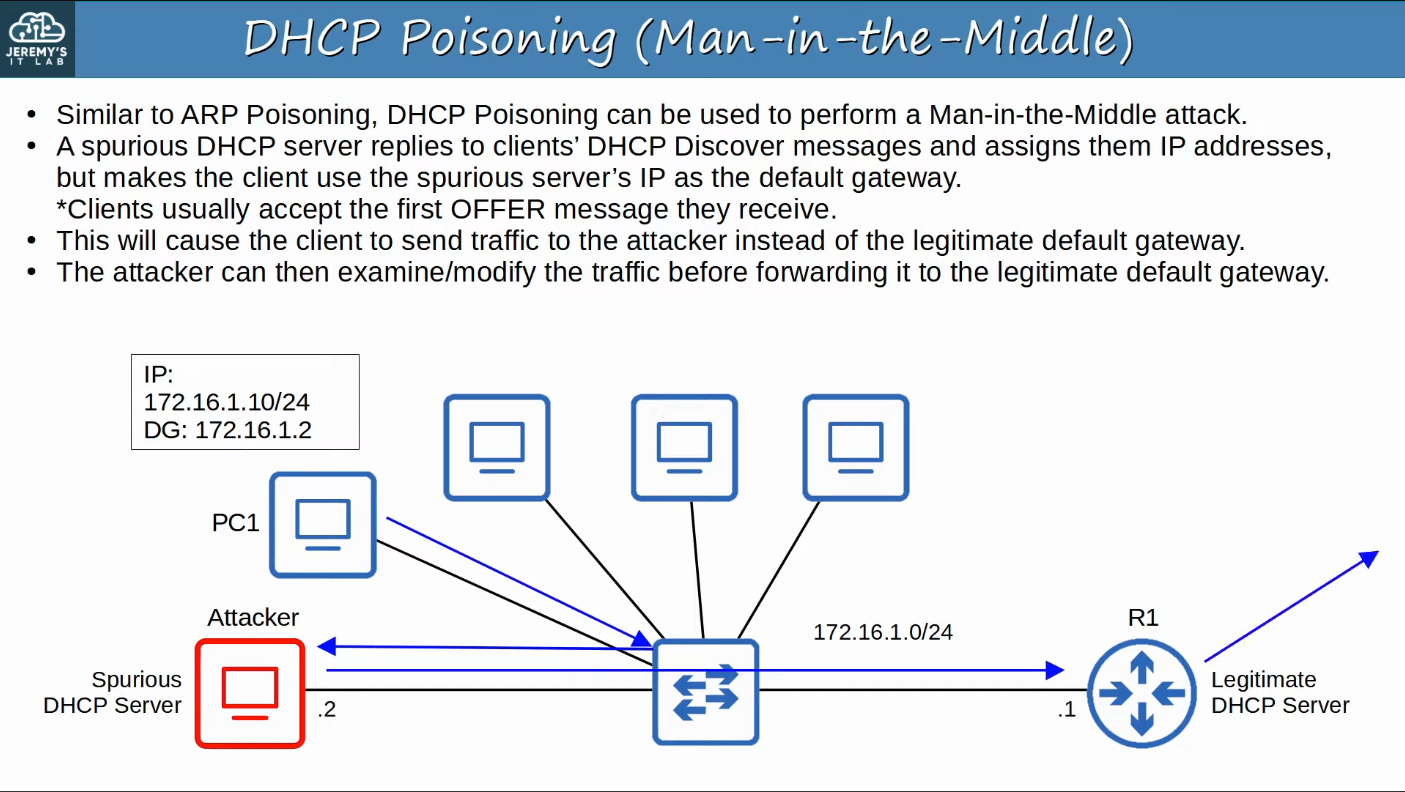 JEREMY'S
IT LAB
DHCP Poisoning (Man-in-the-Middle)
• Similar to ARP Poisoning, DHCP Poisoning can be used to perform a Man-in-the-Middle attack.
• A spurious DHCP server replies to clients’ DHCP Discover messages and assigns them IP addresses,
but makes the client use the spurious server’s IP as the default gateway.
*Clients usually accept the first OFFER message they receive.
• This will cause the client to send traffic to the attacker instead of the legitimate default gateway.
• The attacker can then examine/modify the traffic before forwarding it to the legitimate default gateway.
IP:
172.16.1.10/24
DG: 172.16.1.2
PC1
Attacker
Spurious
DHCP Server
.2
172.16.1.0/24
.1
R1
Legitimate
DHCP Server